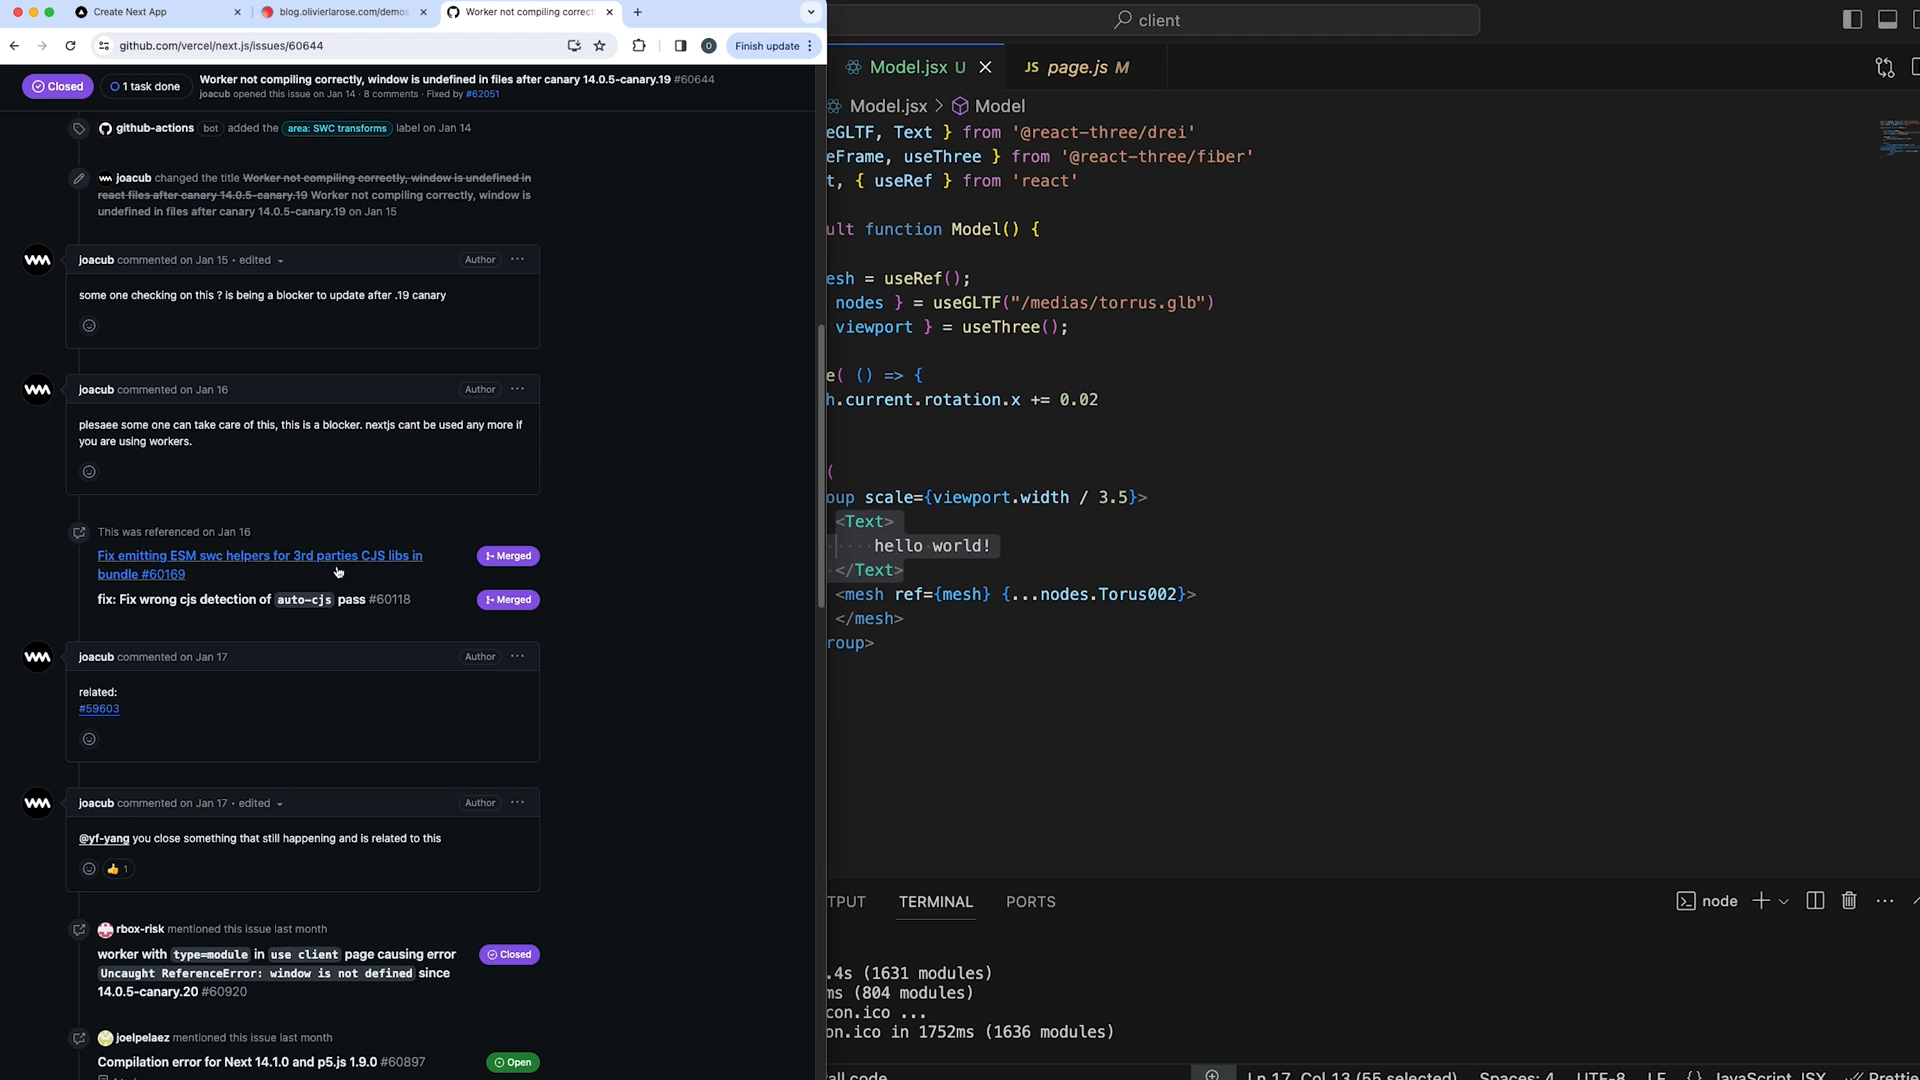 Create Next App
blog.olivierlarose.com/demos
Worker not compiling correct
github.com/vercel/next.js/issues/60644
Finish update
Closed
1 task done
Worker not compiling correctly, window is undefined in files after canary 14.0.5-canary.19 #60644
joacub opened this issue on Jan 14 · 8 comments · Fixed by #62051
github-actions bot added the area: SWC transforms label on Jan 14
joacub changed the title Worker not compiling correctly, window is undefined in
react files after canary 14.0.5-canary.19 Worker not compiling correctly, window is
undefined in files after canary 14.0.5-canary.19 on Jan 15
joacub commented on Jan 15 • edited
Author
some one checking on this ? is being a blocker to update after .19 canary
joacub commented on Jan 16
Author
plesaee some one can take care of this, this is a blocker. nextjs cant be used any more if
you are using workers.
This was referenced on Jan 16
Fix emitting ESM swc helpers for 3rd parties CJS libs in
bundle #60169
Merged
fix: Fix wrong cjs detection of auto-cjs pass #60118
Merged
joacub commented on Jan 17
Author
related:
#59603
joacub commented on Jan 17 • edited
Author
@yf-yang you close something that still happening and is related to this
👍 1
rbox-risk mentioned this issue last month
worker with type=module in use client page causing error
Uncaught ReferenceError: window is not defined since
14.0.5-canary.20 #60920
Closed
joelpelaez mentioned this issue last month
Compilation error for Next 14.1.0 and p5.js 1.9.0 #60897
Open
client
Model.jsx U
JS page.js M
Model.jsx > Model
eGLTF, Text } from '@react-three/drei'
eFrame, useThree } from '@react-three/fiber'
t, { useRef } from 'react'
ult function Model() {
esh = useRef();
nodes } = useGLTF("/medias/torrus.glb")
viewport } = useThree();
e( () => {
h.current.rotation.x += 0.02
(
oup scale={viewport.width / 3.5}>
<Text>
hello world!
</Text>
<mesh ref={mesh} {...nodes.Torus002}>
</mesh>
roup>
TPUT
TERMINAL
PORTS
node
.4s (1631 modules)
ms (804 modules)
con.ico ...
on.ico in 1752ms (1636 modules)
all code
Ln 17, Col 13 (55 selected)
Spaces: 4
UTF-8
LF
{} JavaScript JSX
Prettie